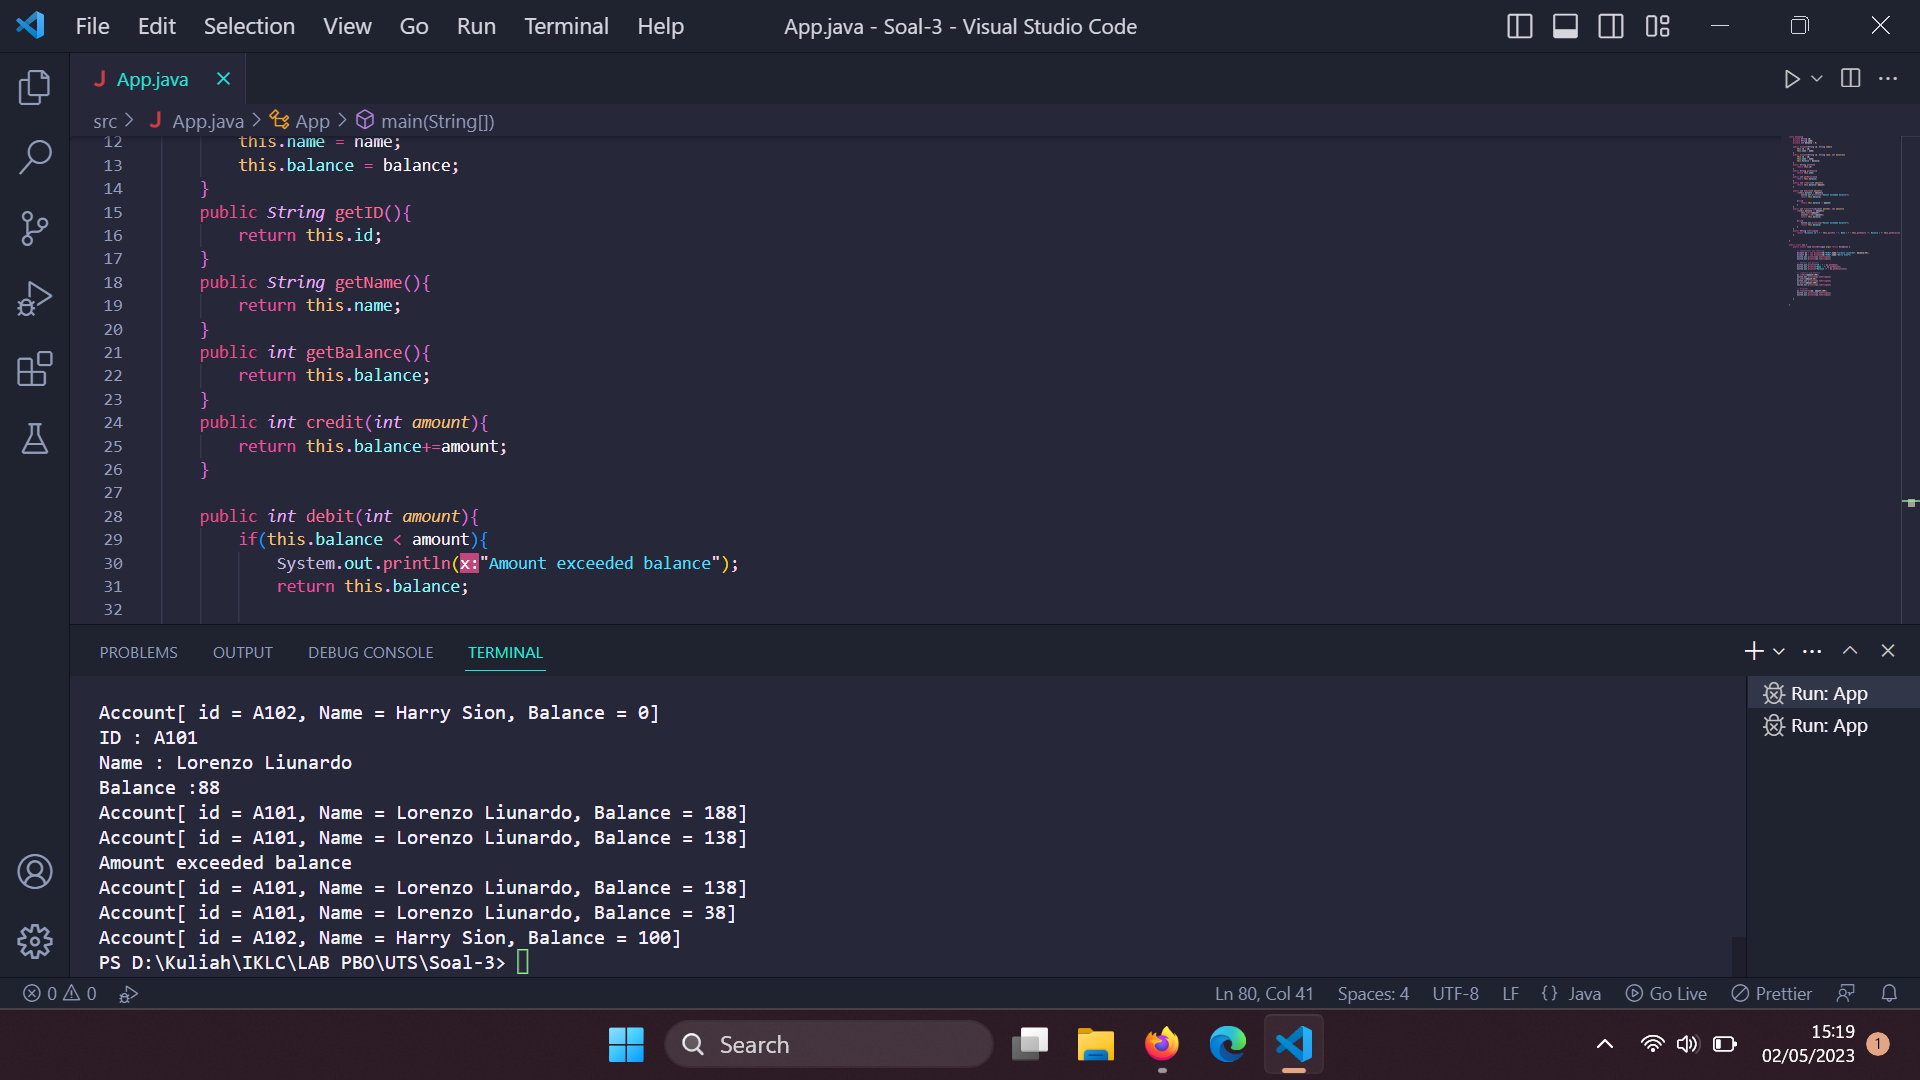 File Edit Selection View Go Run Terminal Help App.java - Soal-3 - Visual Studio Code
J App.java
src > J App.java > App > main(String[])
12 this.name = name;
13 this.balance = balance;
14 }
15 public String getID(){
16 return this.id;
17 }
18 public String getName(){
19 return this.name;
20 }
21 public int getBalance(){
22 return this.balance;
23 }
24 public int credit(int amount){
25 return this.balance+=amount;
26 }
27
28 public int debit(int amount){
29 if(this.balance < amount){
30 System.out.println(x:"Amount exceeded balance");
31 return this.balance;
32
PROBLEMS OUTPUT DEBUG CONSOLE TERMINAL
Run: App
Run: App
Account[ id = A102, Name = Harry Sion, Balance = 0]
ID : A101
Name : Lorenzo Liunardo
Balance :88
Account[ id = A101, Name = Lorenzo Liunardo, Balance = 188]
Account[ id = A101, Name = Lorenzo Liunardo, Balance = 138]
Amount exceeded balance
Account[ id = A101, Name = Lorenzo Liunardo, Balance = 138]
Account[ id = A101, Name = Lorenzo Liunardo, Balance = 38]
Account[ id = A102, Name = Harry Sion, Balance = 100]
PS D:\Kuliah\IKLC\LAB PBO\UTS\Soal-3>
0 0 Ln 80, Col 41 Spaces: 4 UTF-8 LF {} Java Go Live Prettier
Search
15:19
02/05/2023 1